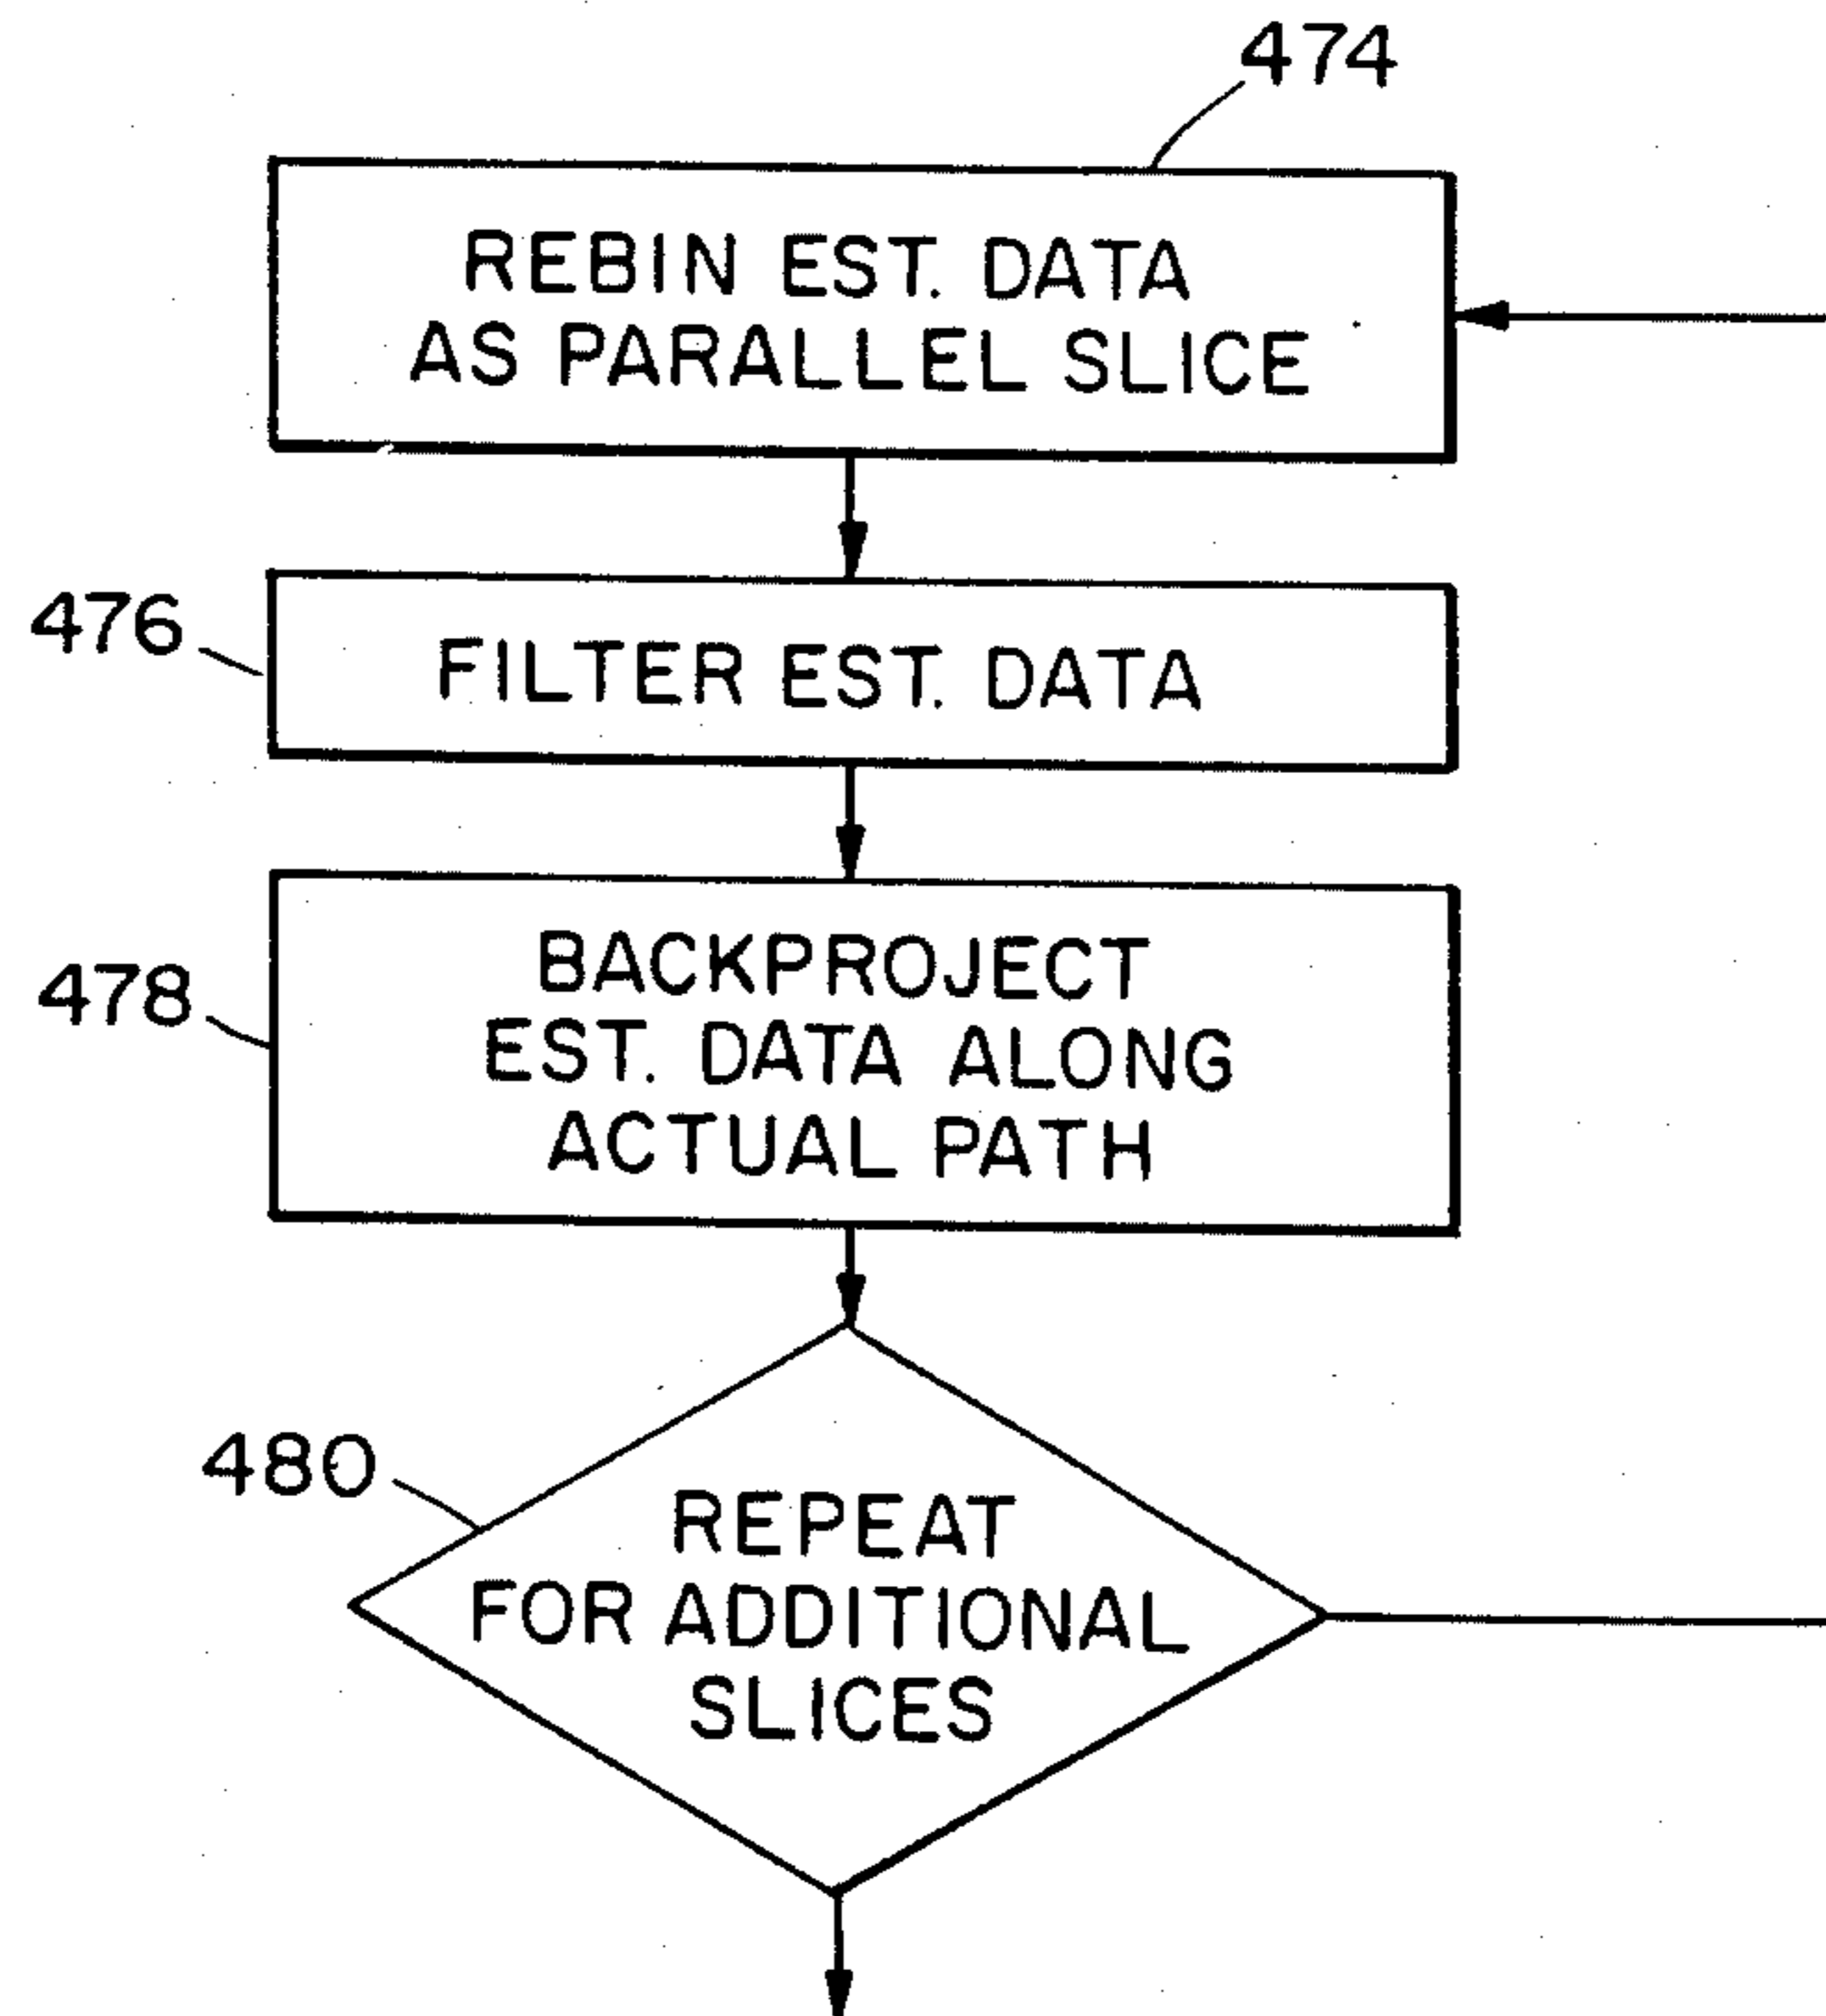 474
REBIN EST. DATA
AS PARALLEL SLICE
476
FILTER EST. DATA
478
BACKPROJECT
EST. DATA ALONG
ACTUAL PATH
480
REPEAT
FOR ADDITIONAL
SLICES